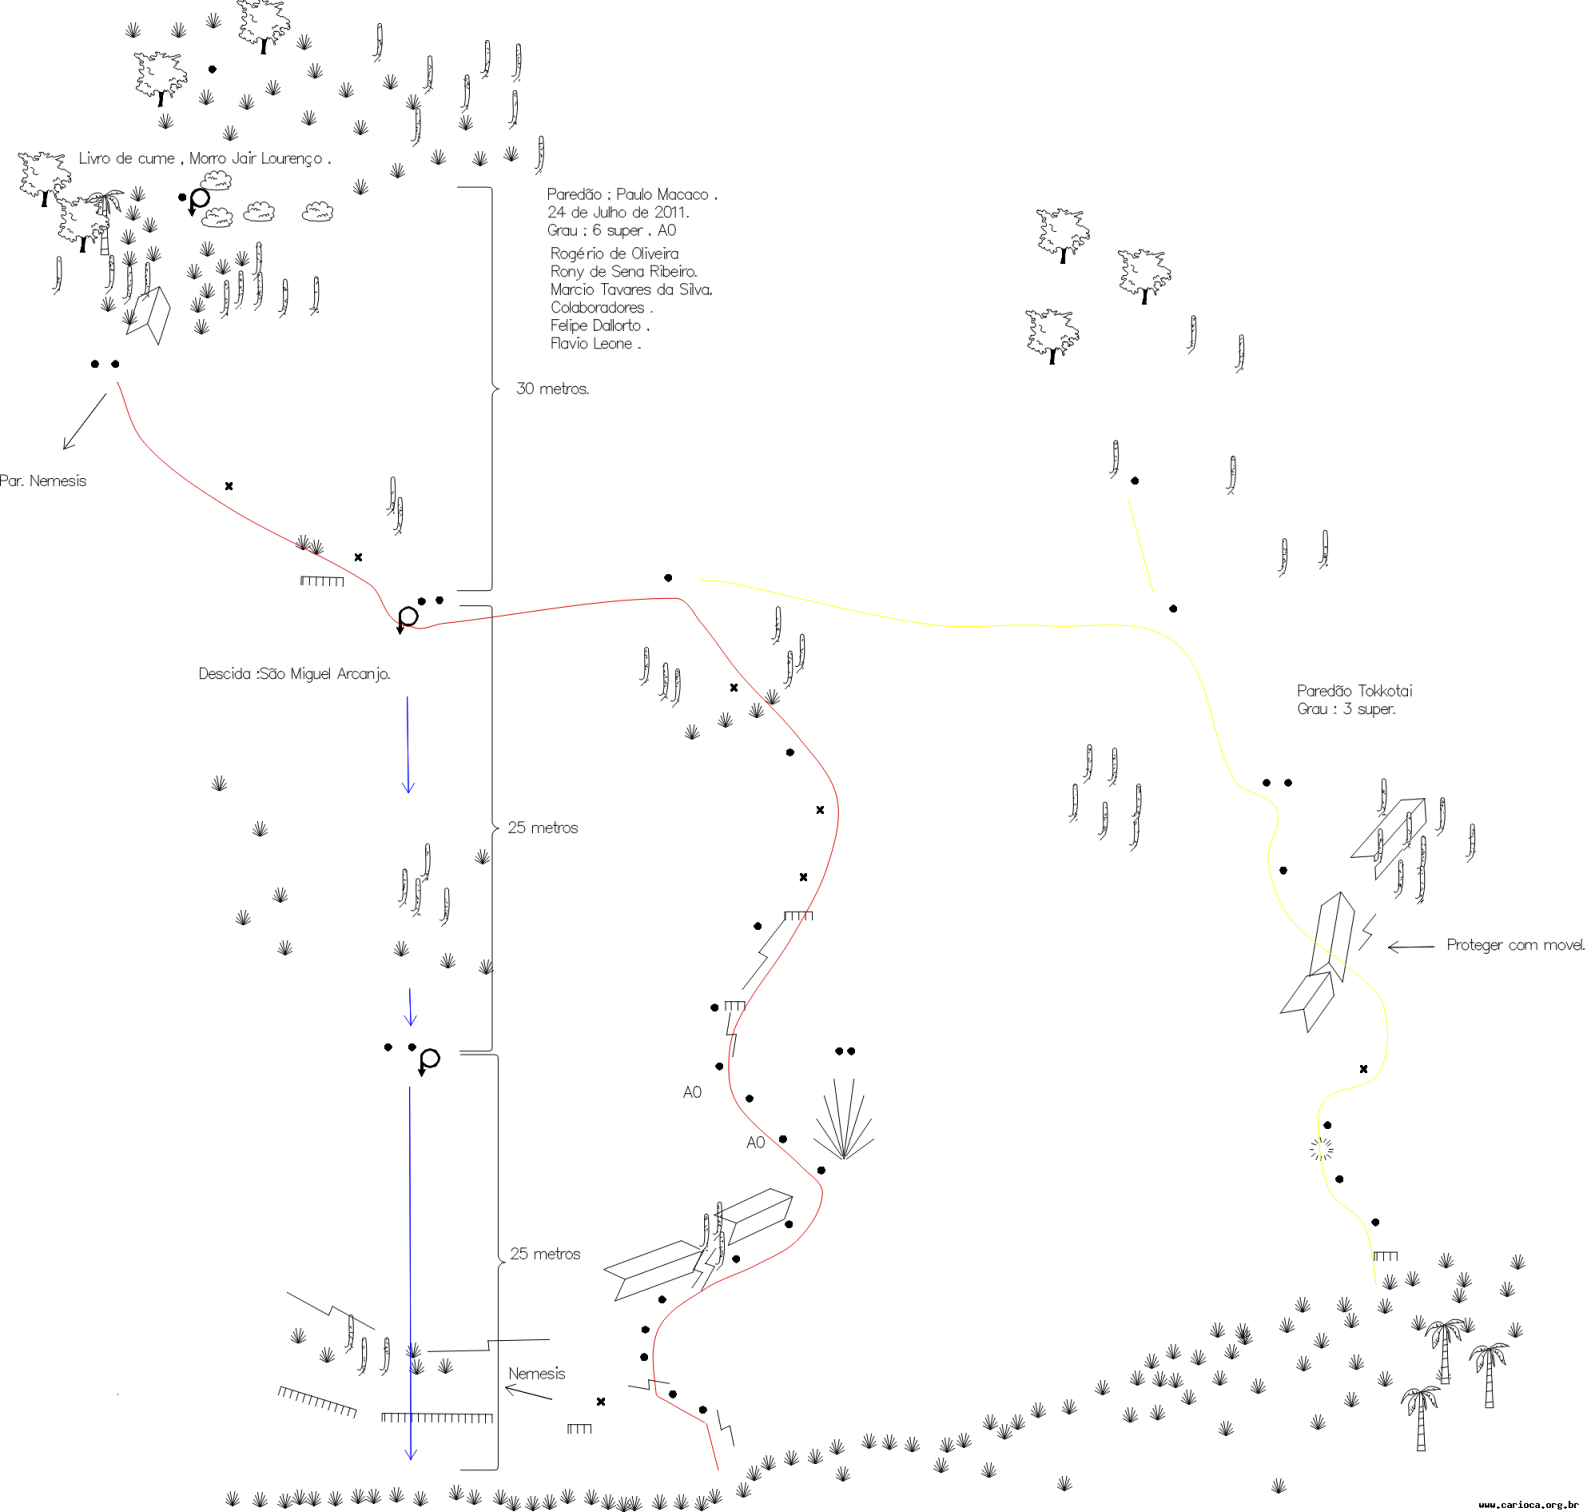 Livro de cume , Morro Jair Lourenço .
Paredão : Paulo Macaco .
24 de Julho de 2011.
Grau : 6 super . A0
Rogério de Oliveira
Rony de Sena Ribeiro.
Marcio Tavares da Silva.
Colaboradores .
Felipe Dallorto .
Flavio Leone .
30 metros.
Par. Nemesis
Descida :São Miguel Arcanjo.
Paredão Tokkotai
Grau : 3 super.
25 metros
Proteger com movel.
A0
A0
25 metros
Nemesis
www.carioca.org.br